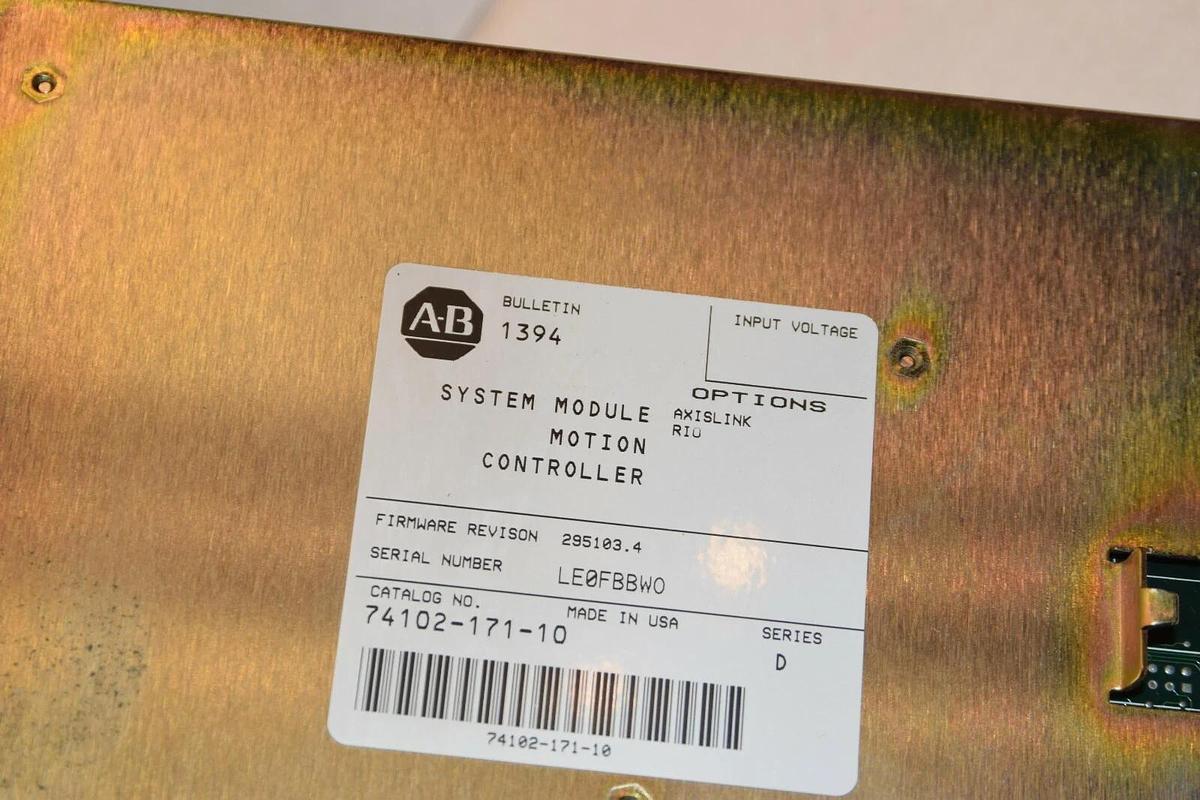 A-B
BULLETIN
1394
INPUT VOLTAGE
SYSTEM MODULE
MOTION
CONTROLLER
OPTIONS
AXISLINK
RIO
FIRMWARE REVISON 295103.4
SERIAL NUMBER LE0FBBWO
CATALOG NO.
74102-171-10
MADE IN USA
SERIES
D
74102-171-10